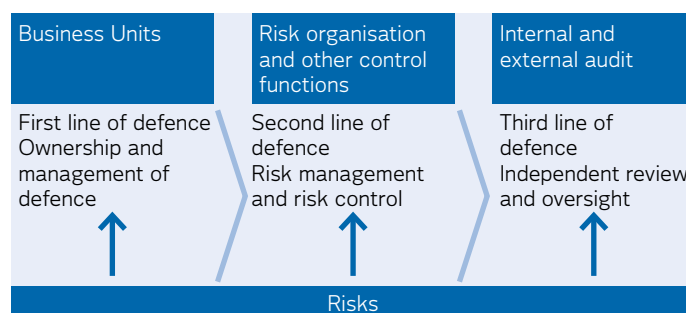 Business Units
Risk organisation
and other control
functions
Internal and
external audit
First line of defence
Ownership and
management of
defence
Second line of
defence
Risk management
and risk control
Third line of
defence
Independent review
and oversight
Risks